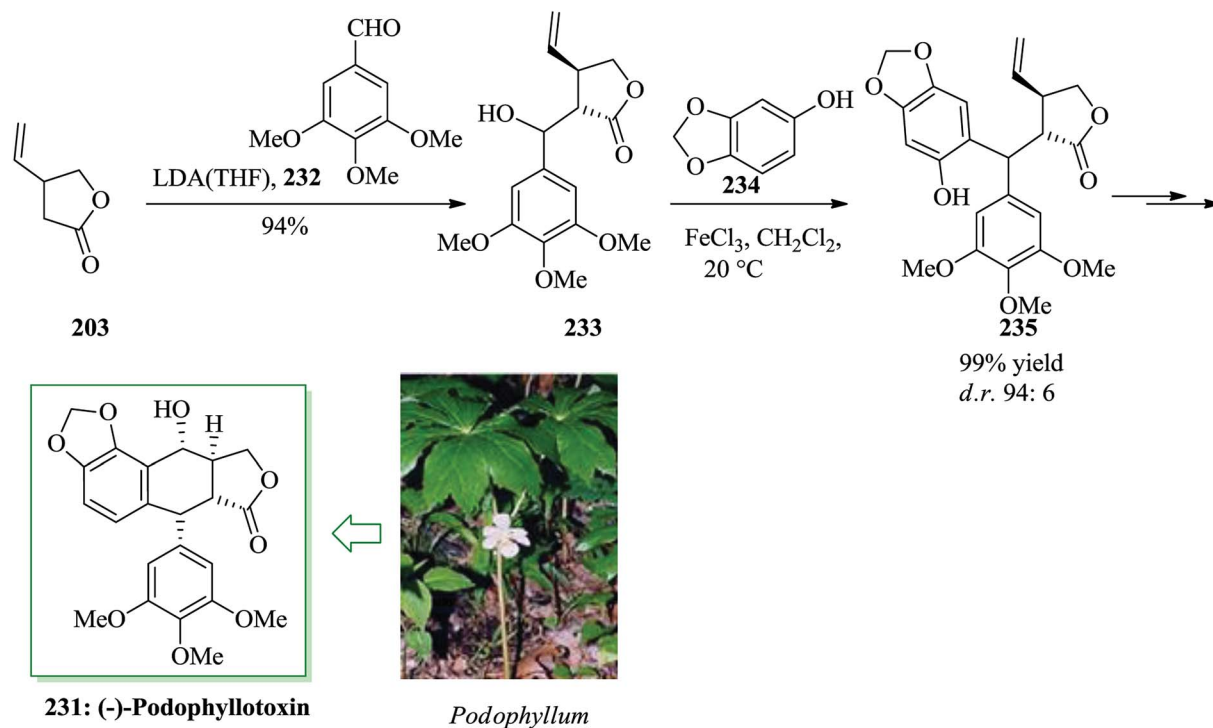 CHO
MeO
OMe
OMe
LDA(THF), 232
94%
O
O
203
HO
O
O
MeO
OMe
OMe
233
O
O
OH
234
FeCl3, CH2Cl2,
20 °C
O
O
OH
O
O
MeO
OMe
OMe
235
99% yield
d.r. 94: 6
HO
H
O
O
O
O
MeO
OMe
OMe
231: (-)-Podophyllotoxin
Podophyllum